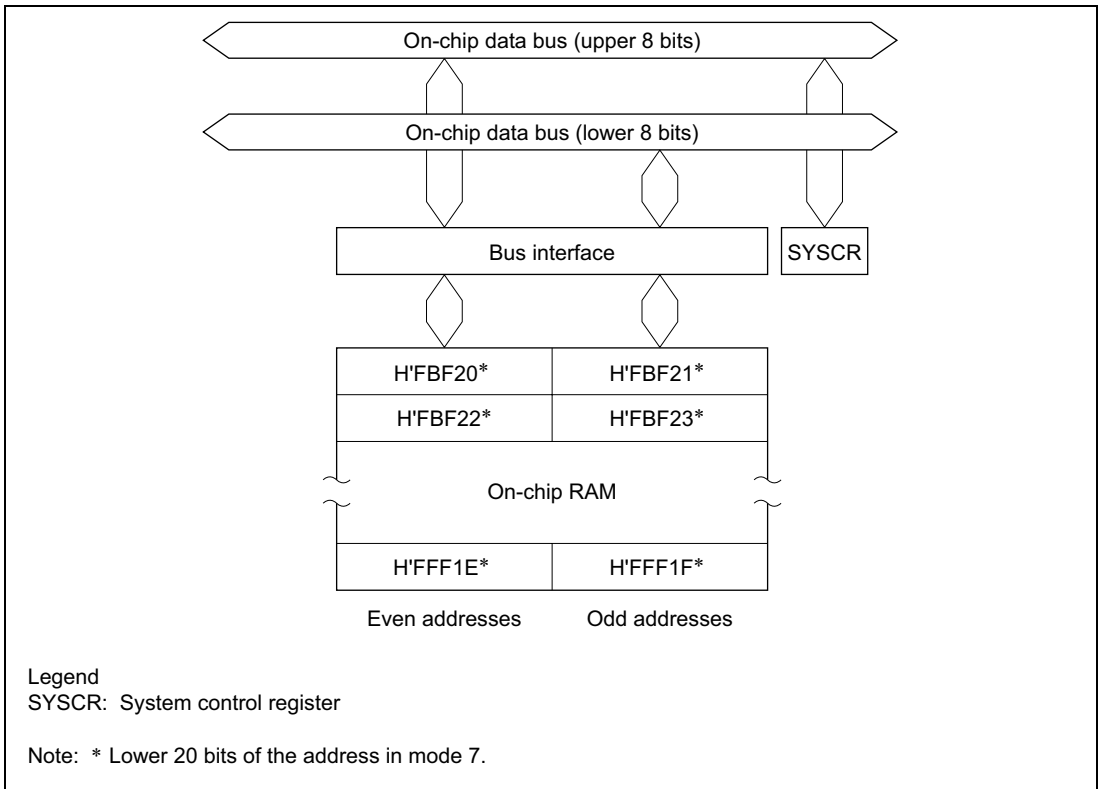 On-chip data bus (upper 8 bits)
On-chip data bus (lower 8 bits)
Bus interface
SYSCR
H'FBF20*
H'FBF21*
H'FBF22*
H'FBF23*
On-chip RAM
H'FFF1E*
H'FFF1F*
Even addresses
Odd addresses
Legend
SYSCR: System control register
Note: * Lower 20 bits of the address in mode 7.